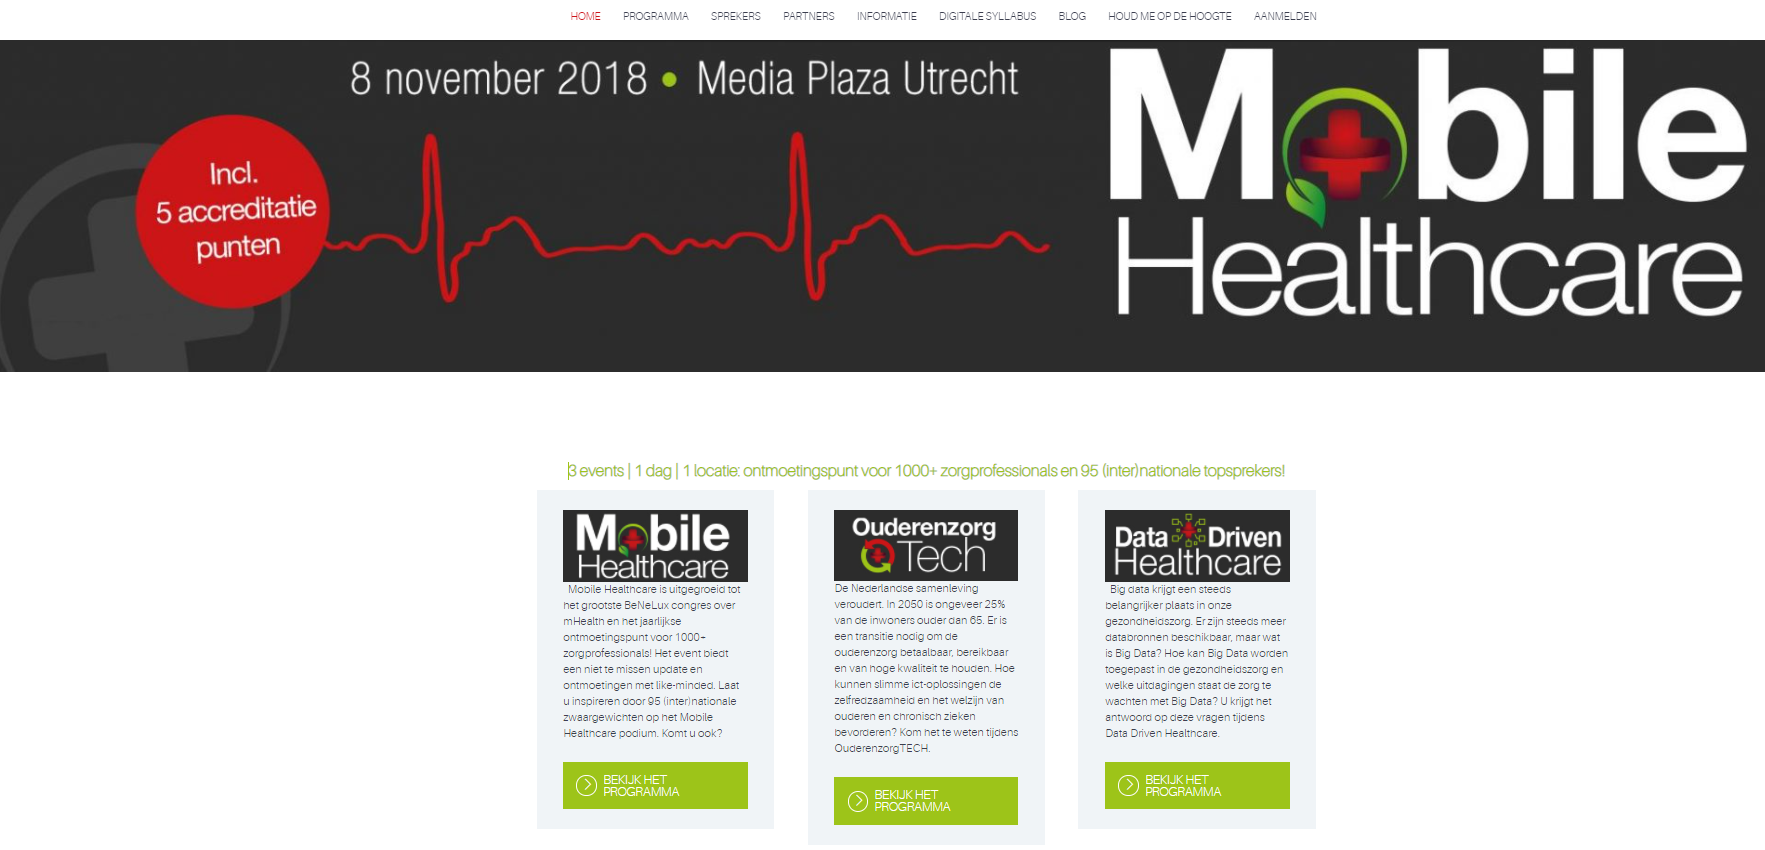 HOME PROGRAMMA SPREKERS PARTNERS INFORMATIE DIGITALE SYLLABUS BLOG HOUD ME OP DE HOOGTE AANMELDEN
8 november 2018 • Media Plaza Utrecht
Incl.
5 accreditatie
punten
Mobile
Healthcare
3 events | 1 dag | 1 locatie: ontmoetingspunt voor 1000+ zorgprofessionals en 95 (inter)nationale topsprekers!
Mobile
Healthcare
Mobile Healthcare is uitgegroeid tot
het grootste BeNeLux congres over
mHealth en het jaarlijkse
ontmoetingspunt voor 1000+
zorgprofessionals! Het event biedt
een niet te missen update en
ontmoetingen met like-minded. Laat
u inspireren door 95 (inter)nationale
zwaargewichten op het Mobile
Healthcare podium. Komt u ook?
BEKIJK HET
PROGRAMMA
Ouderenzorg
Tech
De Nederlandse samenleving
veroudert. In 2050 is ongeveer 25%
van de inwoners ouder dan 65. Er is
een transitie nodig om de
ouderenzorg betaalbaar, bereikbaar
en van hoge kwaliteit te houden. Hoe
kunnen slimme ict-oplossingen de
zelfredzaamheid en het welzijn van
ouderen en chronisch zieken
bevorderen? Kom het te weten tijdens
OuderenzorgTECH.
BEKIJK HET
PROGRAMMA
Data Driven
Healthcare
Big data krijgt een steeds
belangrijker plaats in onze
gezondheidszorg. Er zijn steeds meer
databronnen beschikbaar, maar wat
is Big Data? Hoe kan Big Data worden
toegepast in de gezondheidszorg en
welke uitdagingen staat de zorg te
wachten met Big Data? U krijgt het
antwoord op deze vragen tijdens
Data Driven Healthcare.
BEKIJK HET
PROGRAMMA